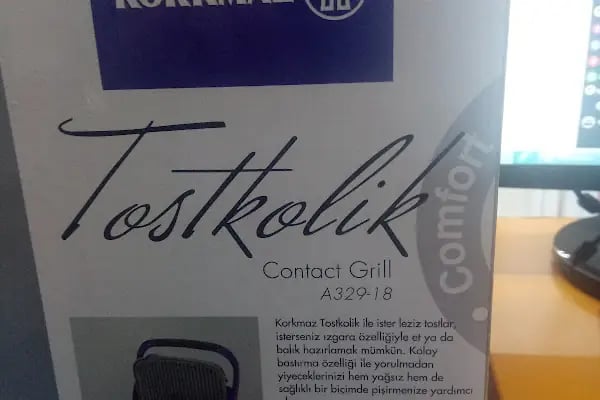 KORKMAZ
Tostkolik
Comfort
Contact Grill
A329-18
Korkmaz Tostkolik ile ister leziz tostlar,
isterseniz ızgara özelliğiyle et ya da
balık hazırlamak mümkün. Kolay
bastırma özelliği ile yorulmadan
yiyeceklerinizi hem yağsız hem de
sağlıklı bir biçimde pişirmenize yardımcı